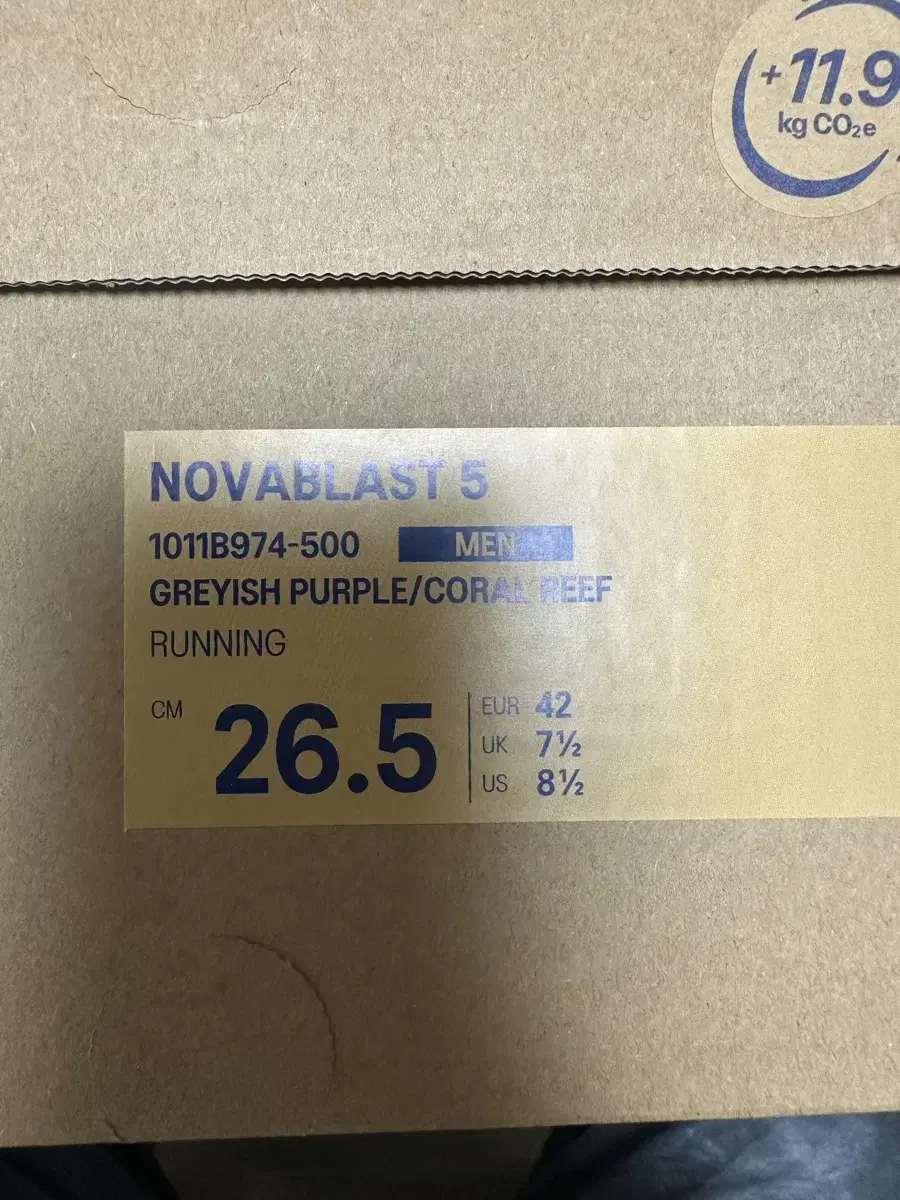 +11.9
kg CO₂e
NOVABLAST 5
1011B974-500 MEN
GREYISH PURPLE/CORAL REEF
RUNNING
CM 26.5
EUR 42
UK 7½
US 8½